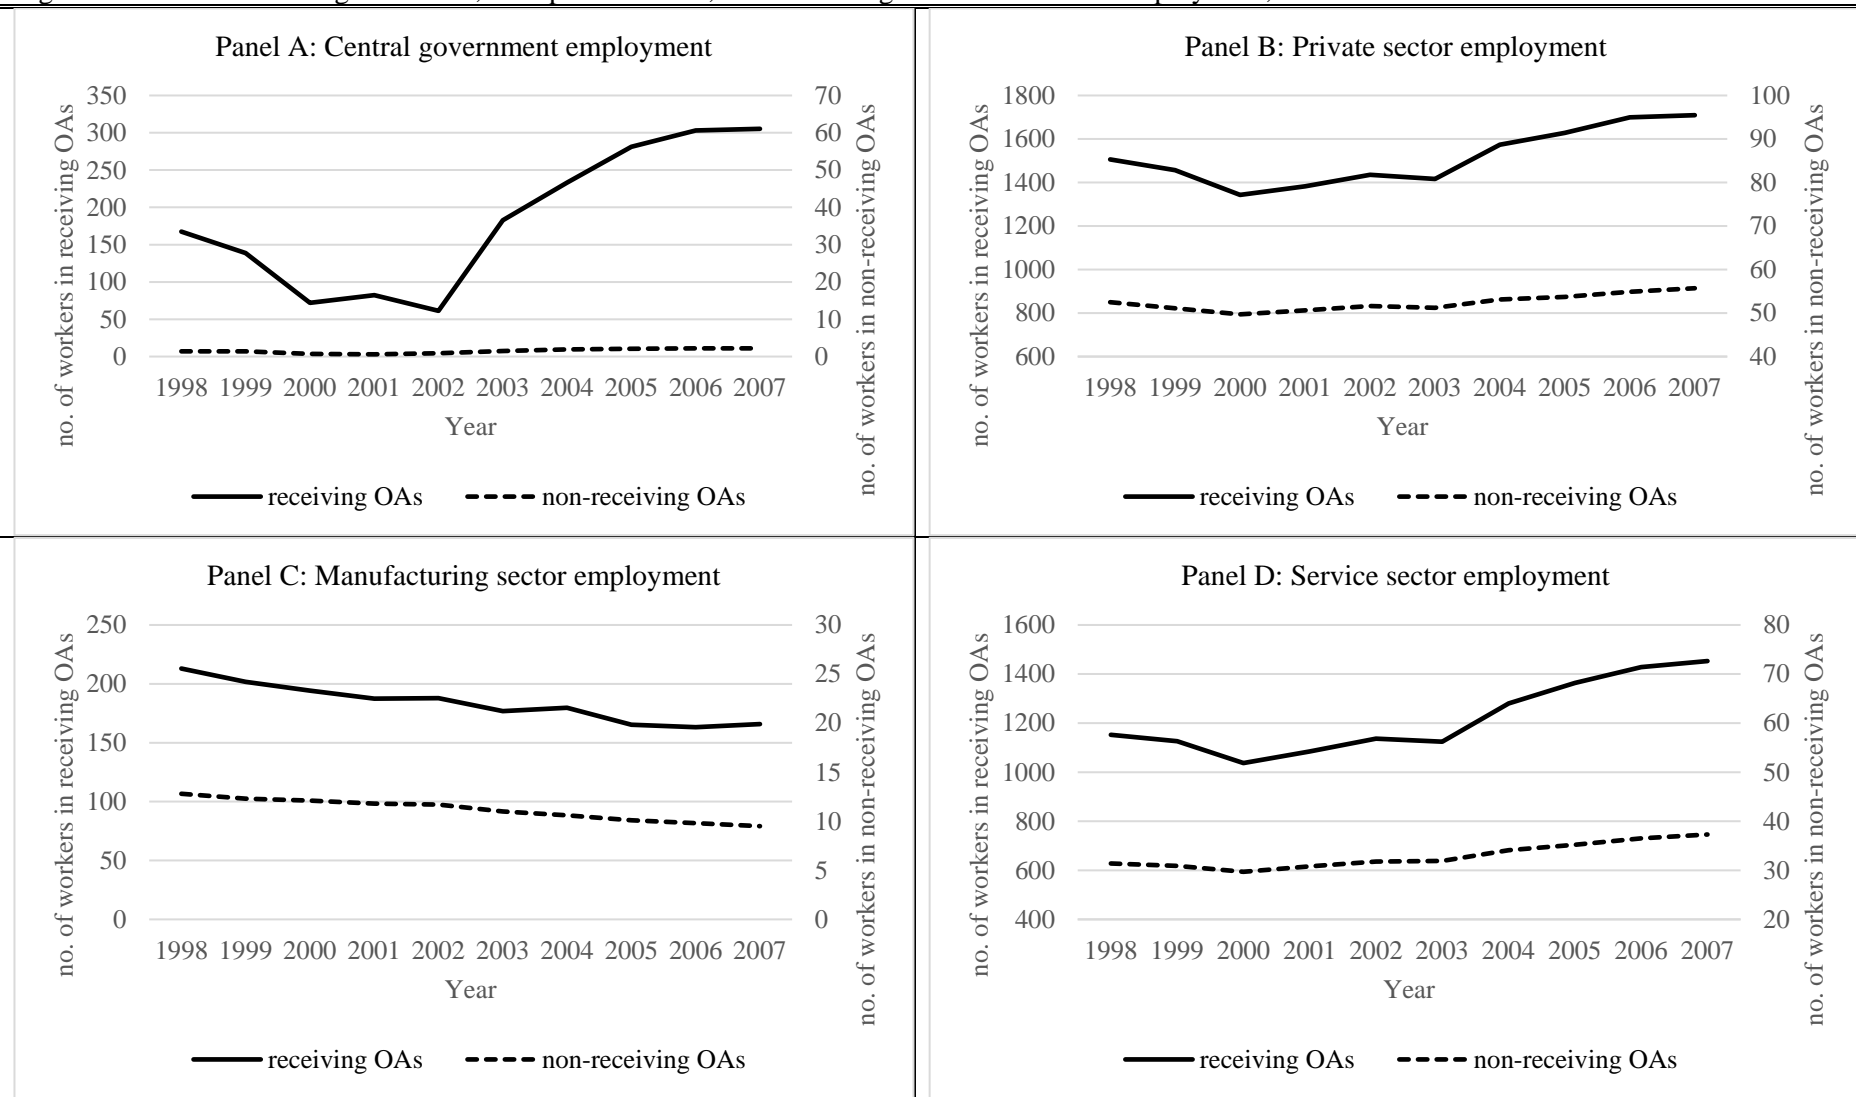 Panel A: Central government employment
350
300
250
200
150
100
50
0
70
60
50
40
30
20
10
0
no. of workers in receiving OAs
no. of workers in non-receiving OAs
1998 1999 2000 2001 2002 2003 2004 2005 2006 2007
Year
receiving OAs non-receiving OAs
Panel B: Private sector employment
1800
1600
1400
1200
1000
800
600
100
90
80
70
60
50
40
no. of workers in receiving OAs
no. of workers in non-receiving OAs
1998 1999 2000 2001 2002 2003 2004 2005 2006 2007
Year
receiving OAs non-receiving OAs
Panel C: Manufacturing sector employment
250
200
150
100
50
0
30
25
20
15
10
5
0
no. of workers in receiving OAs
no. of workers in non-receiving OAs
1998 1999 2000 2001 2002 2003 2004 2005 2006 2007
Year
receiving OAs non-receiving OAs
Panel D: Service sector employment
1600
1400
1200
1000
800
600
400
80
70
60
50
40
30
20
no. of workers in receiving OAs
no. of workers in non-receiving OAs
1998 1999 2000 2001 2002 2003 2004 2005 2006 2007
Year
receiving OAs non-receiving OAs